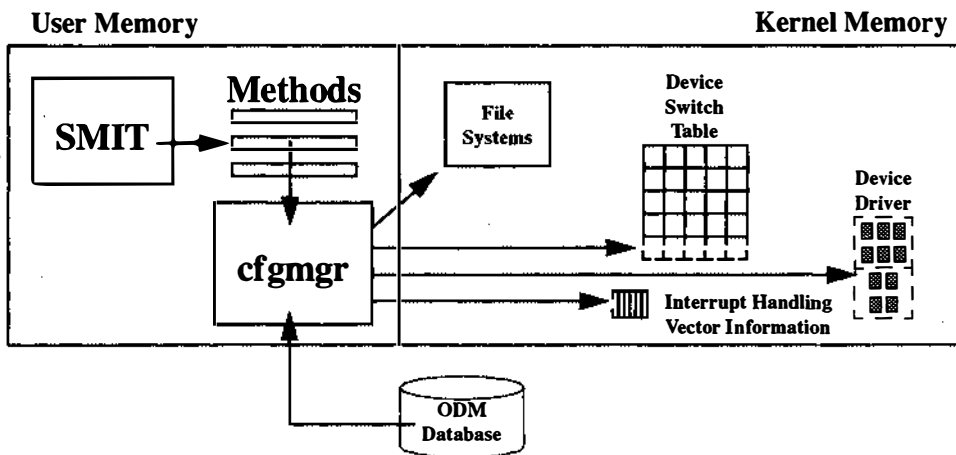 User Memory
Kernel Memory
SMIT
Methods
File
Systems
Device
Switch
Table
Device
Driver
cfgmgr
Interrupt Handling
Vector Information
ODM
Database